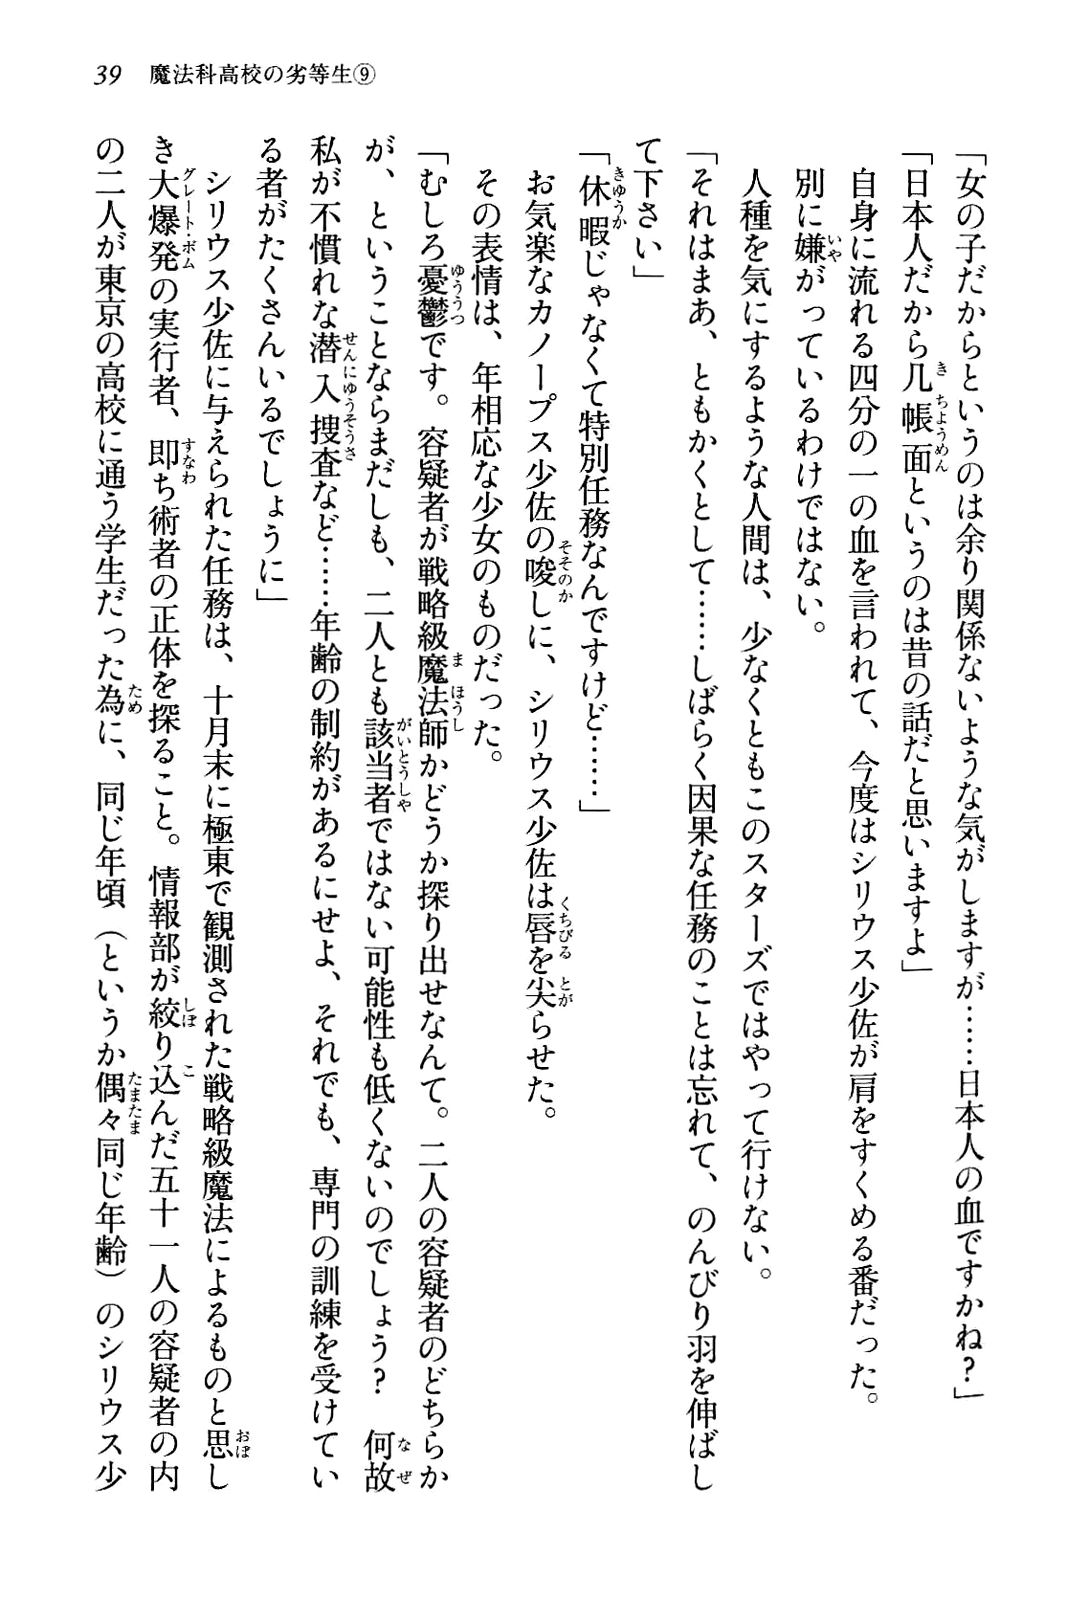 39 魔法科高校の劣等生⑨
「女の子だからというのは余り関係ないような気がしますが……日本人の血ですかね？」
「日本人だから几帳面というのは昔の話だと思いますよ」
自身に流れる四分の一の血を言われて、今度はシリウス少佐が肩をすくめる番だった。
別に嫌がっているわけではない。
人種を気にするような人間は、少なくともこのスターズではやって行けない。
「それはまあ、ともかくとして……しばらく因果な任務のことは忘れて、のんびり羽を伸ばし
て下さい」
「休暇じゃなくて特別任務なんですけど……」
お気楽なカノープス少佐の唆しに、シリウス少佐は唇を尖らせた。
その表情は、年相応な少女のものだった。
「むしろ憂鬱です。容疑者が戦略級魔法師かどうか探り出せなんて。二人の容疑者のどちらか
が、ということならまだしも、二人とも該当者ではない可能性も低くないのでしょう？　何故
私が不慣れな潜入捜査など……年齢の制約があるにせよ、それでも、専門の訓練を受けてい
る者がたくさんいるでしょうに」
シリウス少佐に与えられた任務は、十月末に極東で観測された戦略級魔法によるものと思し
き大爆発の実行者、即ち術者の正体を探ること。情報部が絞り込んだ五十一人の容疑者の内
の二人が東京の高校に通う学生だった為に、同じ年頃（というか偶々同じ年齢）のシリウス少